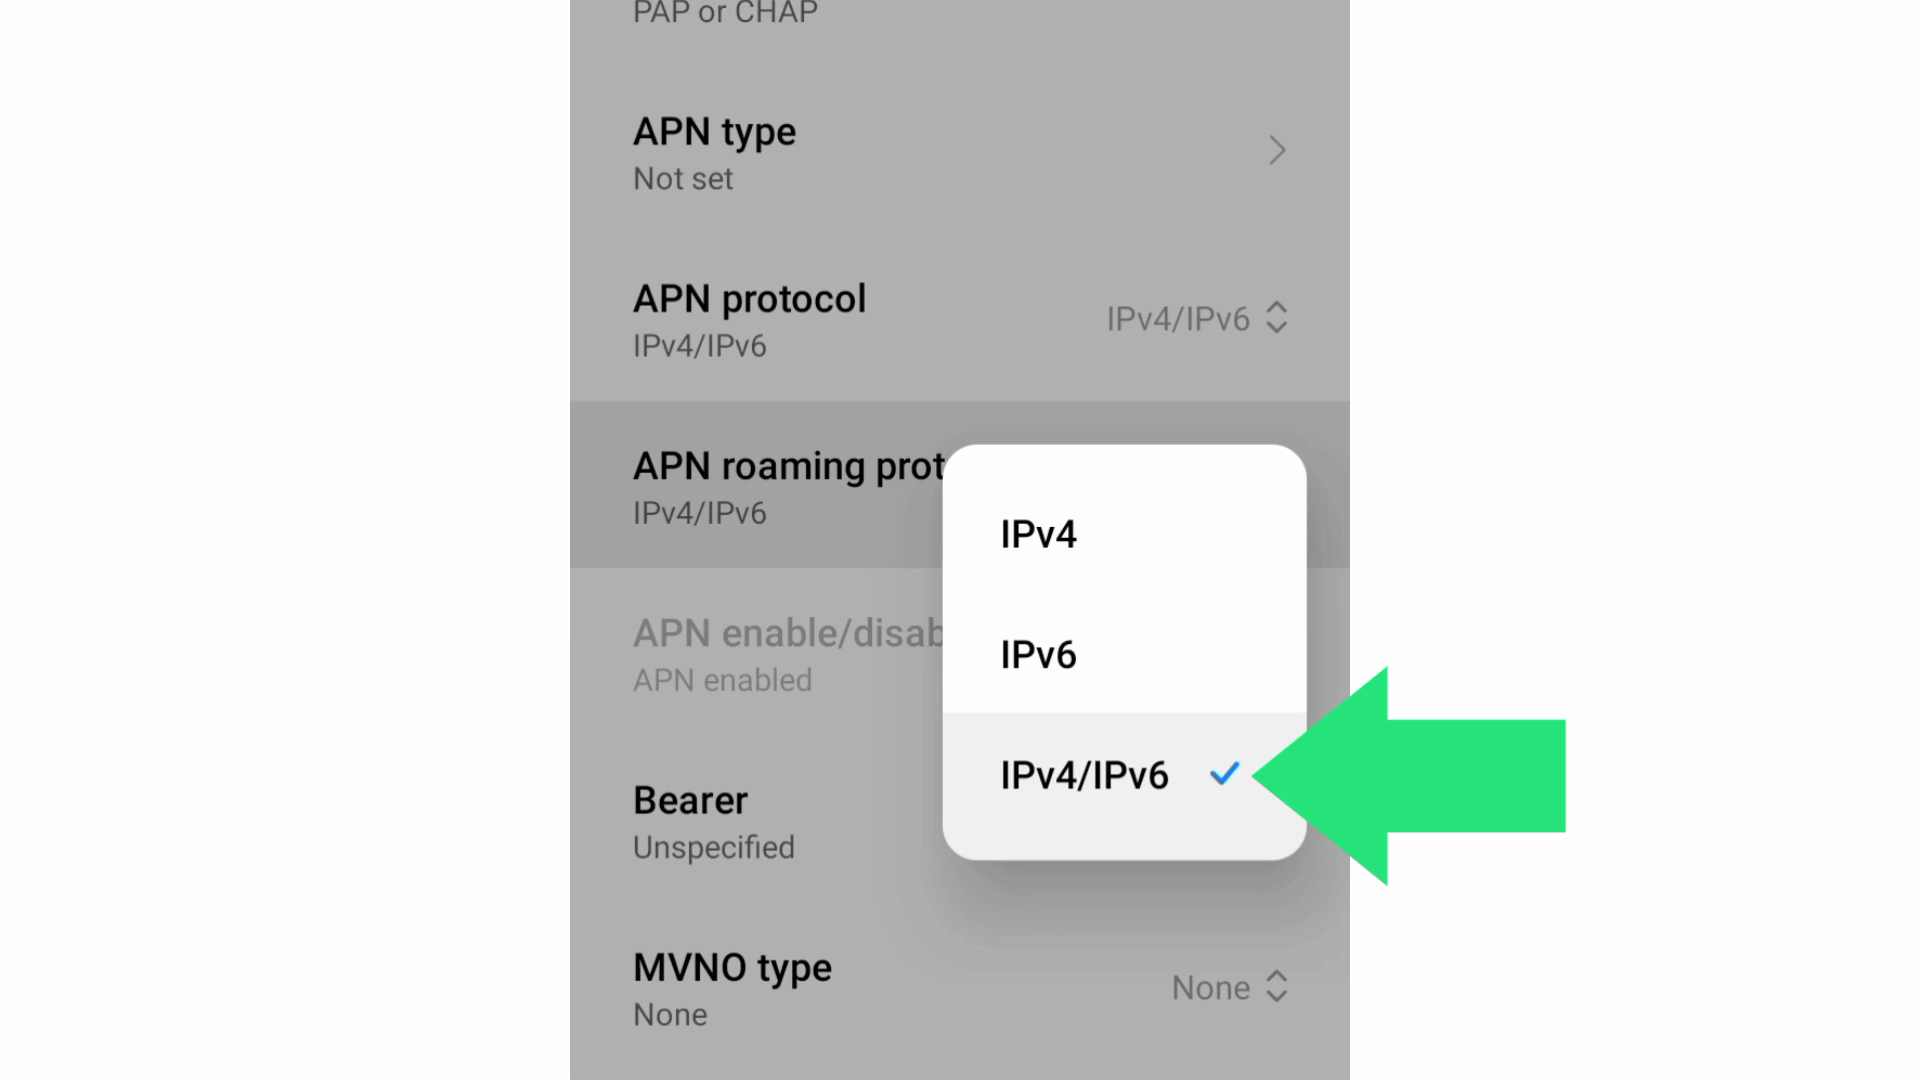 PAP or CHAP
APN type
Not set
APN protocol
IPv4/IPv6
IPv4/IPv6
APN roaming prot
IPv4/IPv6
IPv4
IPv6
IPv4/IPv6
APN enable/disab
APN enabled
Bearer
Unspecified
MVNO type
None
None